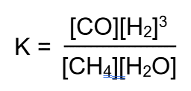 K = [CO][H₂]³
[CH₄][H₂O]